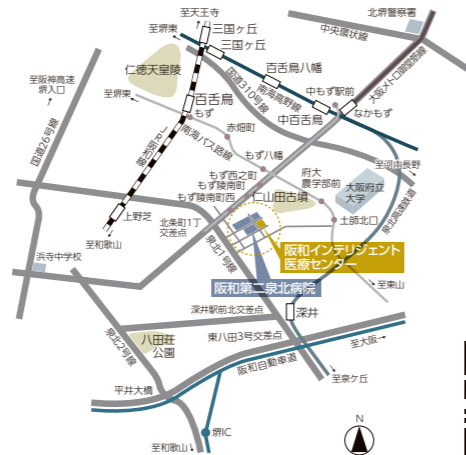 至天王寺
北堺警察署
至堺東
三国ヶ丘
三国ヶ丘
中央環状線
仁徳天皇陵
百舌鳥八幡
大阪メトロ御堂筋線
至阪神高速
堺入口
国道310号線
南海高野線
中もず駅前
なかもず
至堺東
百舌鳥
もず
中百舌鳥
国道26号線
JR阪和線
南海バス路線
赤畑町
もず八幡
至河内長野
もず西之町
府大
農学部前
大阪府立
大学
もず陵南町
もず陵南町西
仁山田古墳
泉北高速鉄道
上野芝
北条町1丁
交差点
土師北口
至和歌山
泉北1号線
阪和インテリジェント
医療センター
浜寺中学校
至東山
阪和第二泉北病院
深井駅前北交差点
深井
泉北2号線
八田荘
公園
東八田3号交差点
至大阪
阪和自動車道
至泉ケ丘
平井大橋
堺IC
至和歌山
N